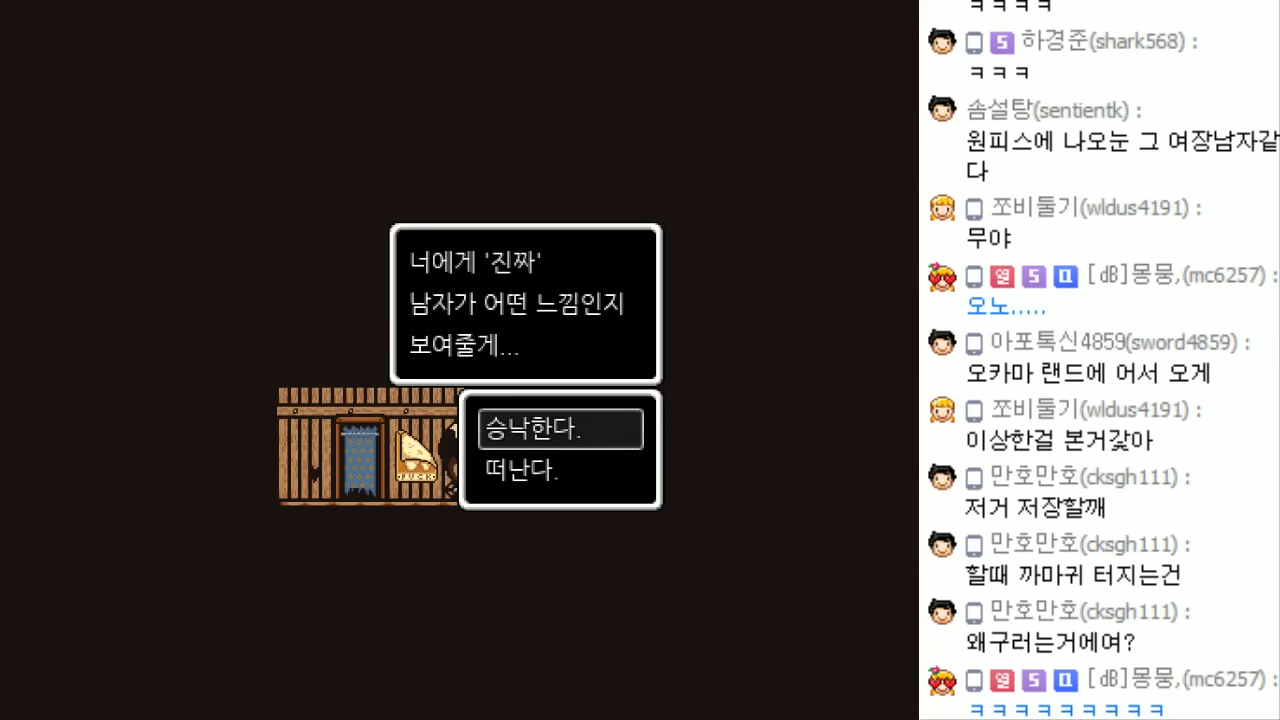 너에게 '진짜'
남자가 어떤 느낌인지
보여줄게...
승낙한다.
떠난다.
ㅋㅋㅋㅋ
5 하경준(shark568) :
ㅋㅋㅋ
솜설탕(sentientk) :
원피스에 나오눈 그 여장남자같
다
쪼비둘기(wldus4191) :
무야
열 5 [dB]몽뭉,(mc6257) :
오노.....
아포톡신4859(sword4859) :
오카마 랜드에 어서 오게
쪼비둘기(wldus4191) :
이상한걸 본거갗아
만호만호(cksgh111) :
저거 저장할깨
만호만호(cksgh111) :
할때 까마귀 터지는건
만호만호(cksgh111) :
왜구러는거에여?
열 5 [dB]몽뭉,(mc6257) :
ㅋㅋㅋㅋㅋㅋㅋㅋㅋ